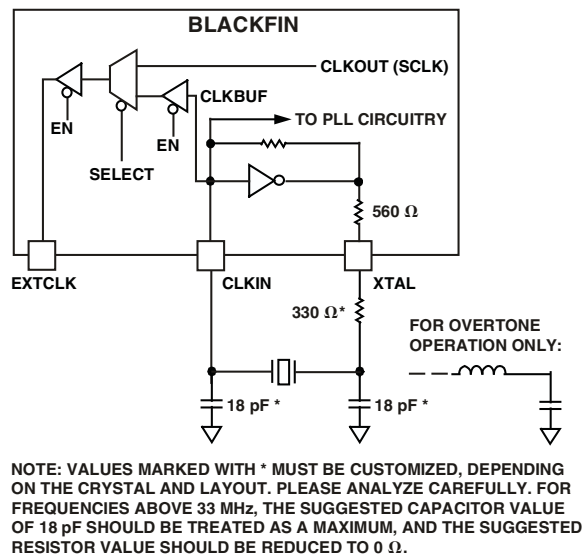 BLACKFIN
CLKOUT (SCLK)
CLKBUF
TO PLL CIRCUITRY
EN
EN
SELECT
560 Ω
EXTCLK
CLKIN
XTAL
330 Ω*
FOR OVERTONE
OPERATION ONLY:
18 pF *
18 pF *
NOTE: VALUES MARKED WITH * MUST BE CUSTOMIZED, DEPENDING
ON THE CRYSTAL AND LAYOUT. PLEASE ANALYZE CAREFULLY. FOR
FREQUENCIES ABOVE 33 MHz, THE SUGGESTED CAPACITOR VALUE
OF 18 pF SHOULD BE TREATED AS A MAXIMUM, AND THE SUGGESTED
RESISTOR VALUE SHOULD BE REDUCED TO 0 Ω.